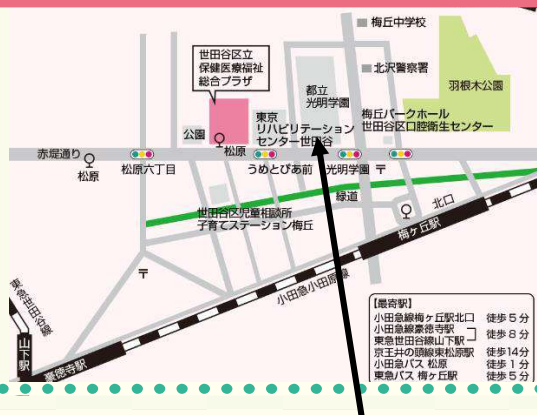 梅丘中学校
世田谷区立
保健医療福祉
総合プラザ
北沢警察署
都立
光明学園
羽根木公園
公園
東京
リハビリテーション
センター世田谷
梅丘パークホール
世田谷区口腔衛生センター
松原
赤堤通り
松原
松原六丁目
うめとぴあ前
光明学園
〒
緑道
世田谷区児童相談所
子育てステーション梅丘
北口
梅ヶ丘駅
〒
小田急小田原線
東急世田谷線
山下駅
豪徳寺駅
【最寄駅】
小田急線梅ヶ丘駅北口 徒歩5分
小田急線豪徳寺駅
東急世田谷線山下駅 徒歩8分
京王井の頭線東松原駅 徒歩14分
小田急バス 松原 徒歩1分
東急バス 梅ヶ丘駅 徒歩5分